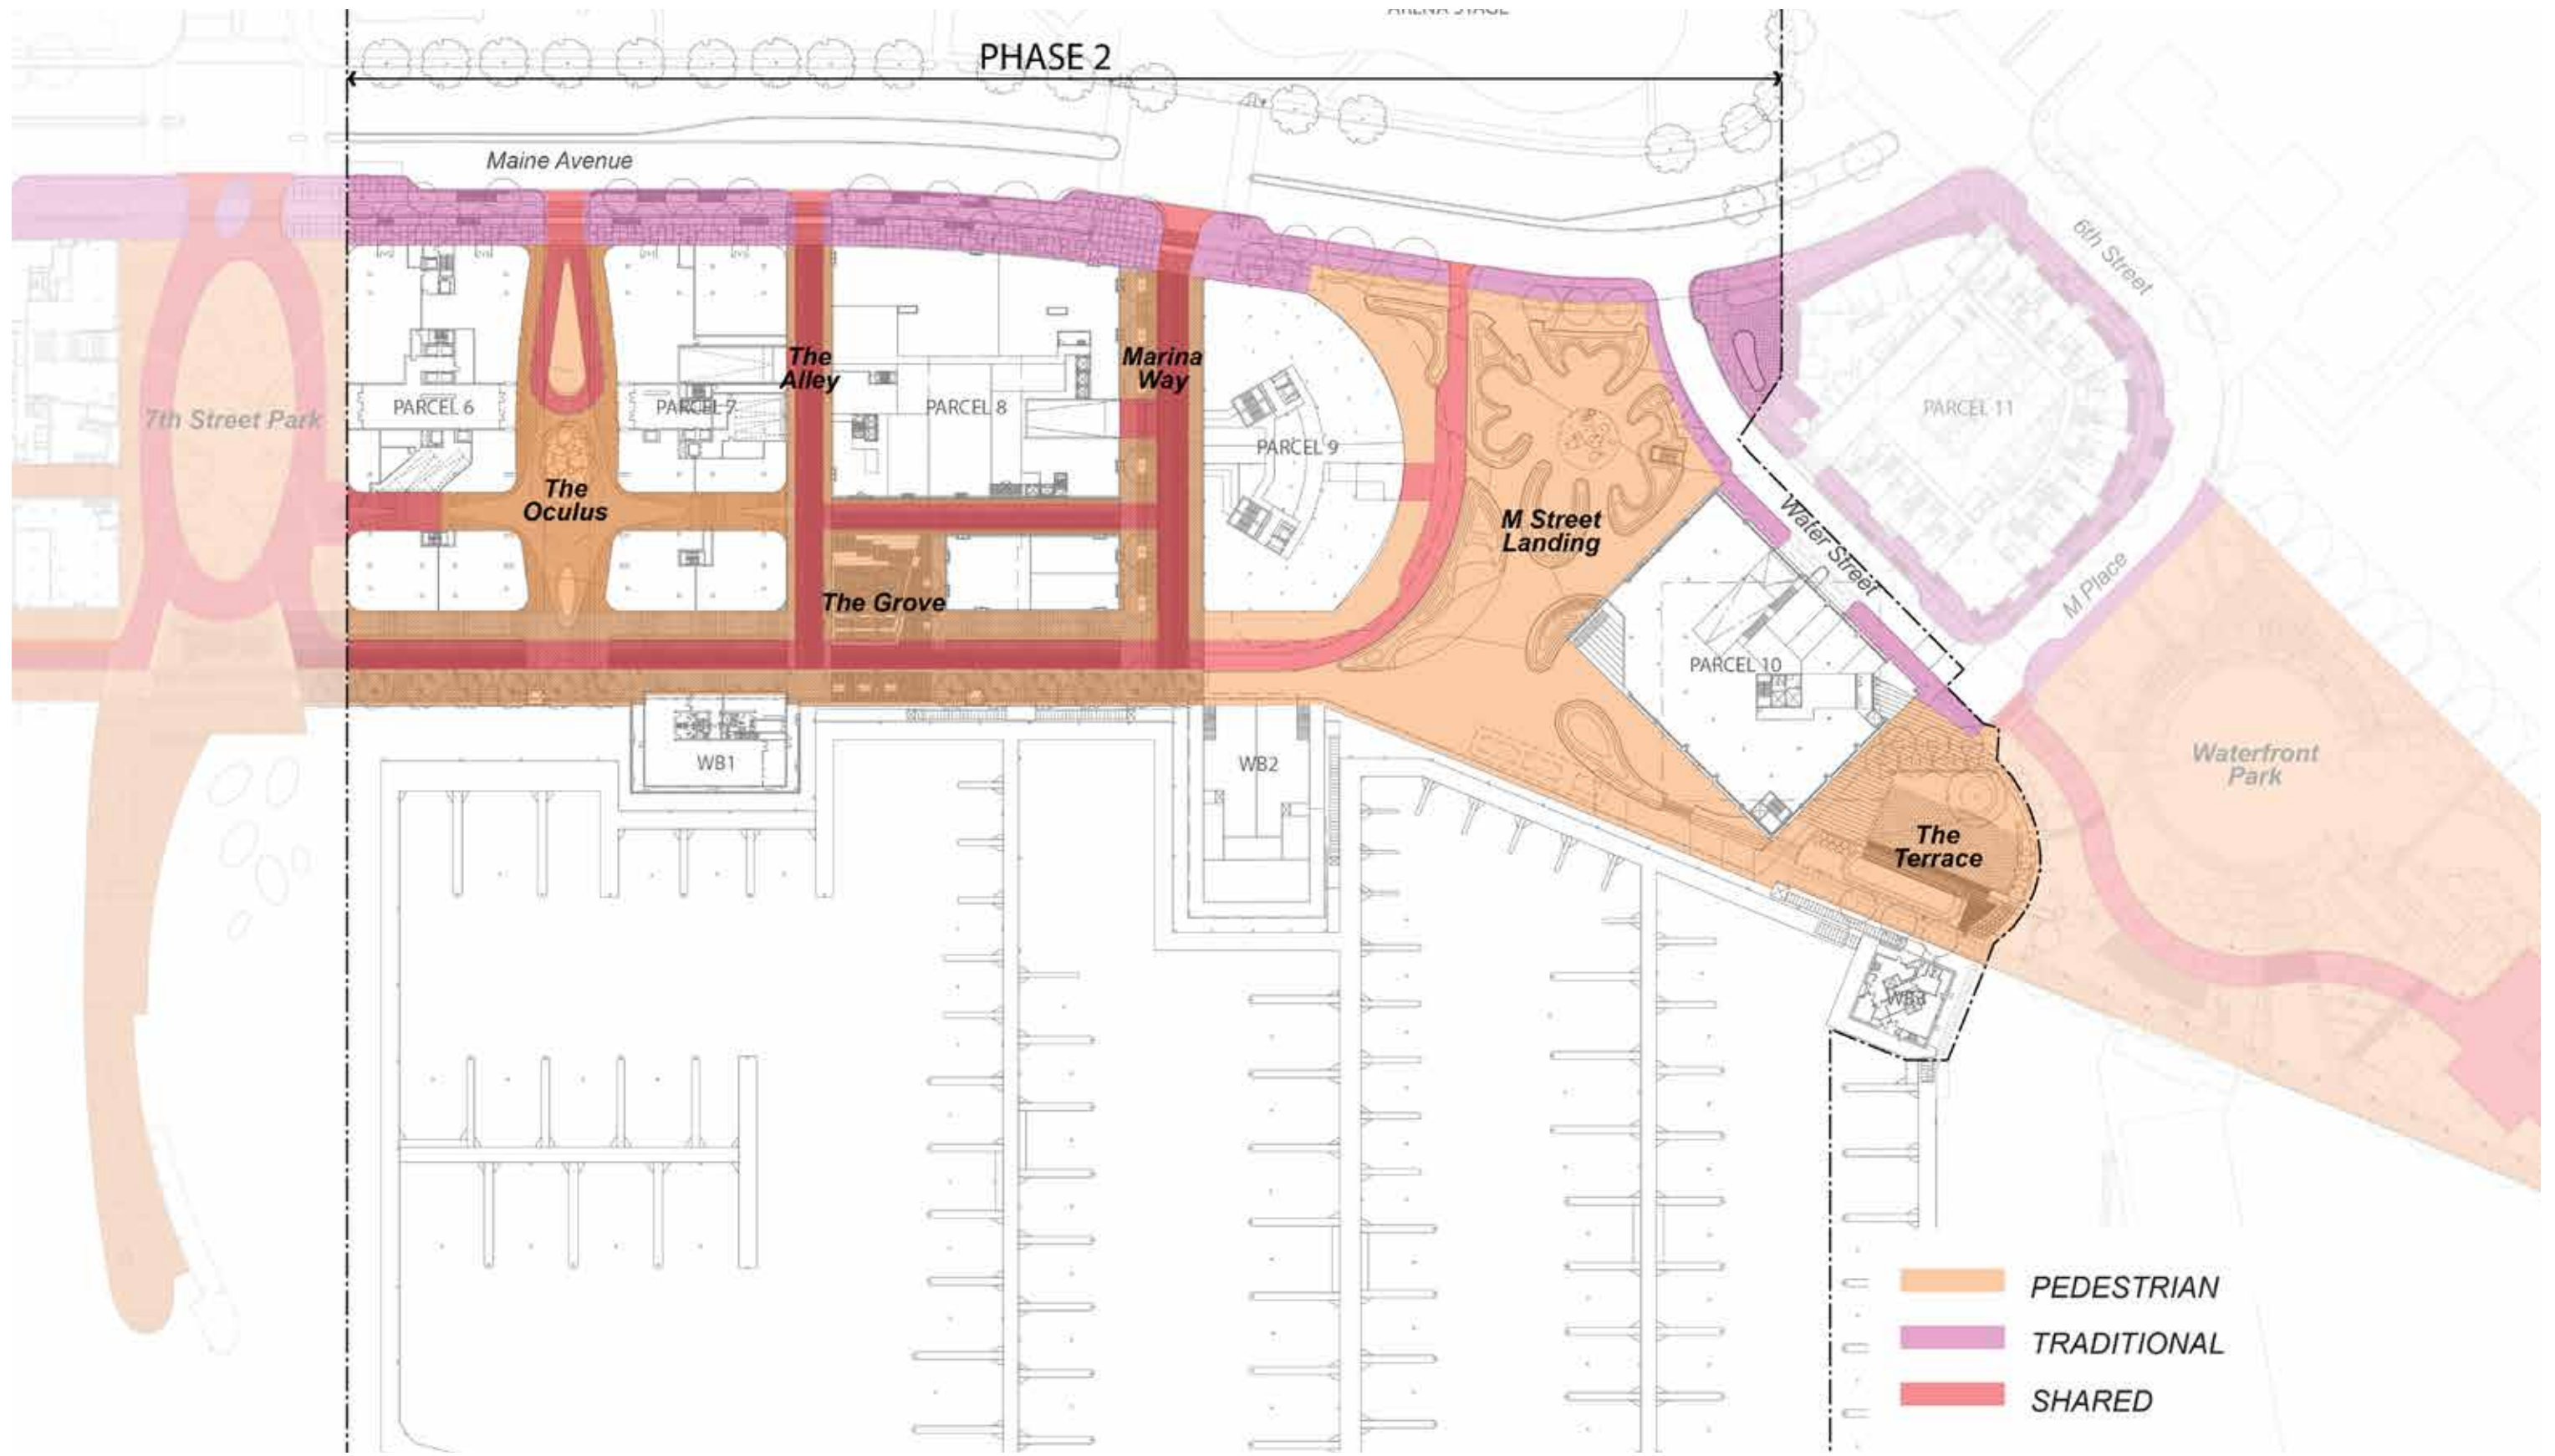 ARENA STAGE
PHASE 2
Maine Avenue
6th Street
The
Alley
Marina
Way
7th Street Park
PARCEL 6
PARCEL 7
PARCEL 8
PARCEL 9
PARCEL 11
The
Oculus
M Street
Landing
Water Street
M Place
The Grove
PARCEL 10
WB1
WB2
Waterfront
Park
The
Terrace
WB3
PEDESTRIAN
TRADITIONAL
SHARED